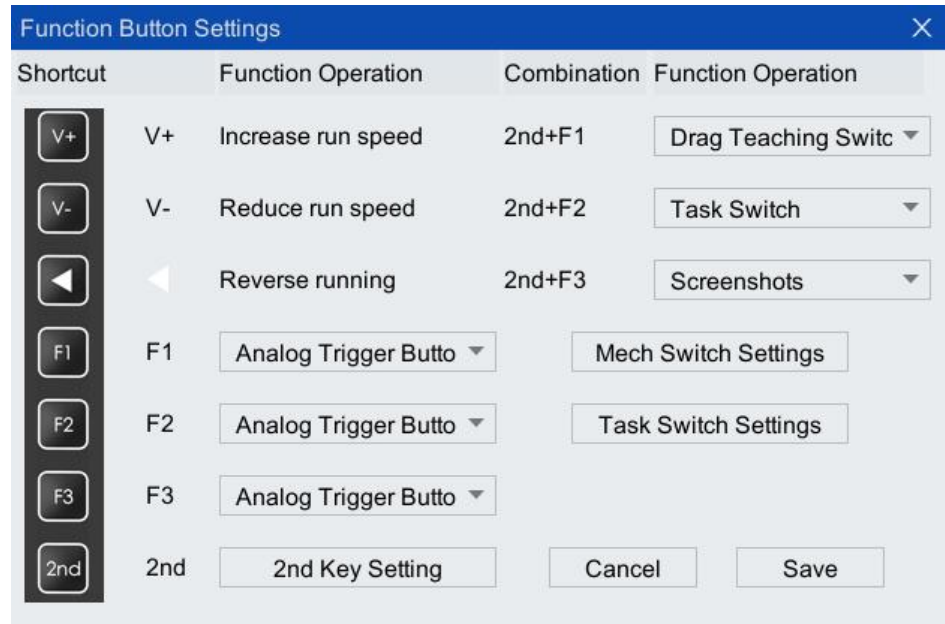 Function Button Settings
Shortcut Function Operation Combination Function Operation
V+ V+ Increase run speed 2nd+F1 Drag Teaching Switc
V- V- Reduce run speed 2nd+F2 Task Switch
Reverse running 2nd+F3 Screenshots
F1 F1 Analog Trigger Butto Mech Switch Settings
F2 F2 Analog Trigger Butto Task Switch Settings
F3 F3 Analog Trigger Butto
2nd 2nd 2nd Key Setting Cancel Save